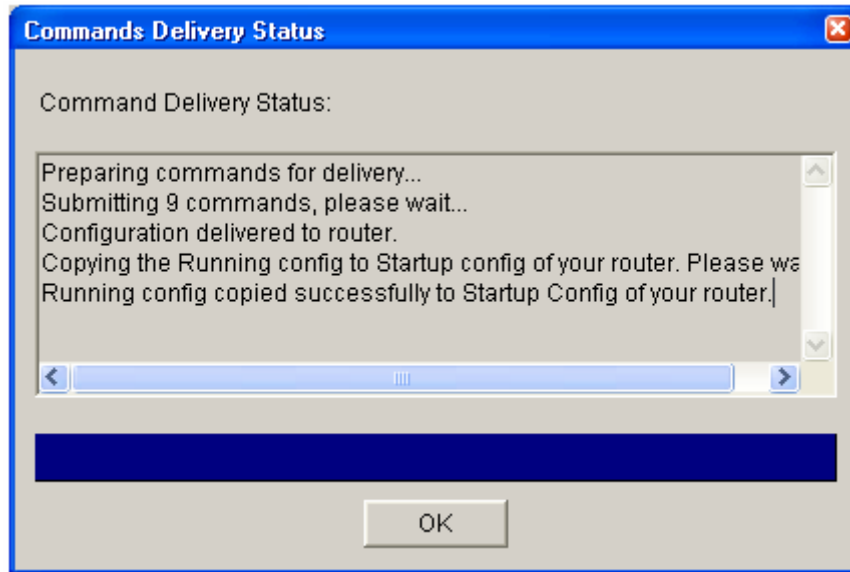 Commands Delivery Status
Command Delivery Status:
Preparing commands for delivery...
Submitting 9 commands, please wait...
Configuration delivered to router.
Copying the Running config to Startup config of your router. Please wa
Running config copied successfully to Startup Config of your router.
OK